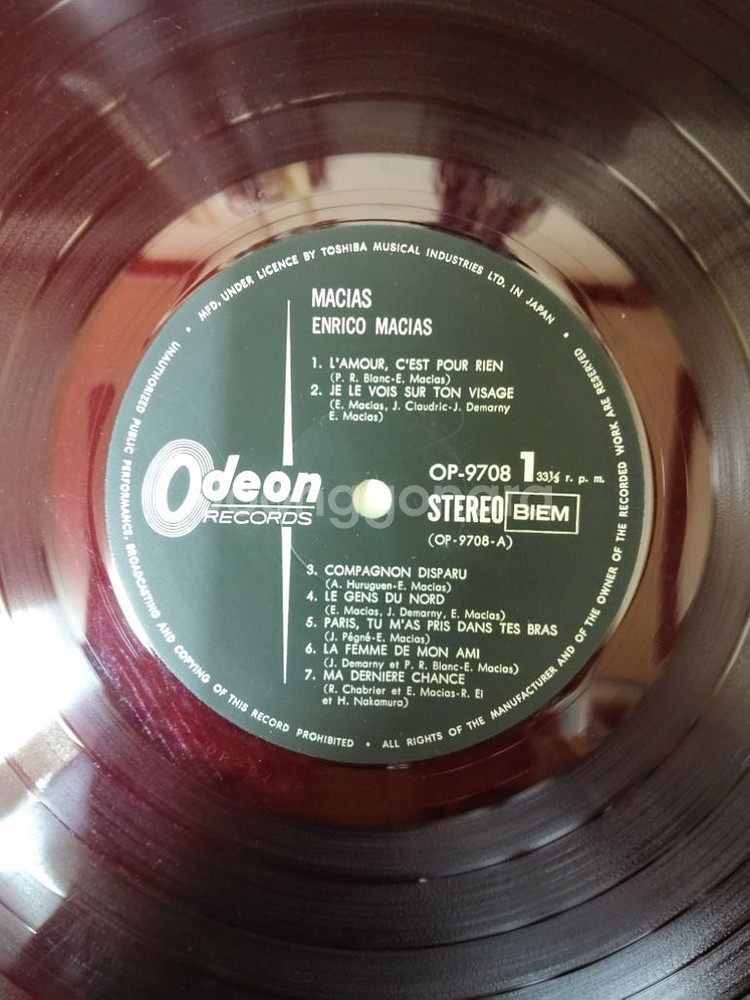 MFD. UNDER LICENCE BY TOSHIBA MUSICAL INDUSTRIES LTD. IN JAPAN •
MACIAS
ENRICO MACIAS
1. L'AMOUR, C'EST POUR RIEN
(P. R. Blanc-E. Macias)
2. JE LE VOIS SUR TON VISAGE
(E. Macias, J. Claudric-J. Demarny
E. Macias)
Odeon
RECORDS
OP-9708 1 33⅓ r. p. m.
STEREO BIEM
(OP-9708-A)
3. COMPAGNON DISPARU
(A. Huruguen-E. Macias)
4. LE GENS DU NORD
(E. Macias, J. Demarny, E. Macias)
5. PARIS, TU M'AS PRIS DANS TES BRAS
(J. Pégné-E. Macias)
6. LA FEMME DE MON AMI
(J. Demarny et P. R. Blanc-E. Macias)
7. MA DERNIERE CHANCE
(R. Chabrier et E. Macias-R. Ei
et H. Nakamura)
ALL RIGHTS OF THE MANUFACTURER AND OF THE OWNER OF THE RECORDED WORK ARE RESERVED
UNAUTHORIZED PUBLIC PERFORMANCE, BROADCASTING AND COPYING OF THIS RECORD PROHIBITED •